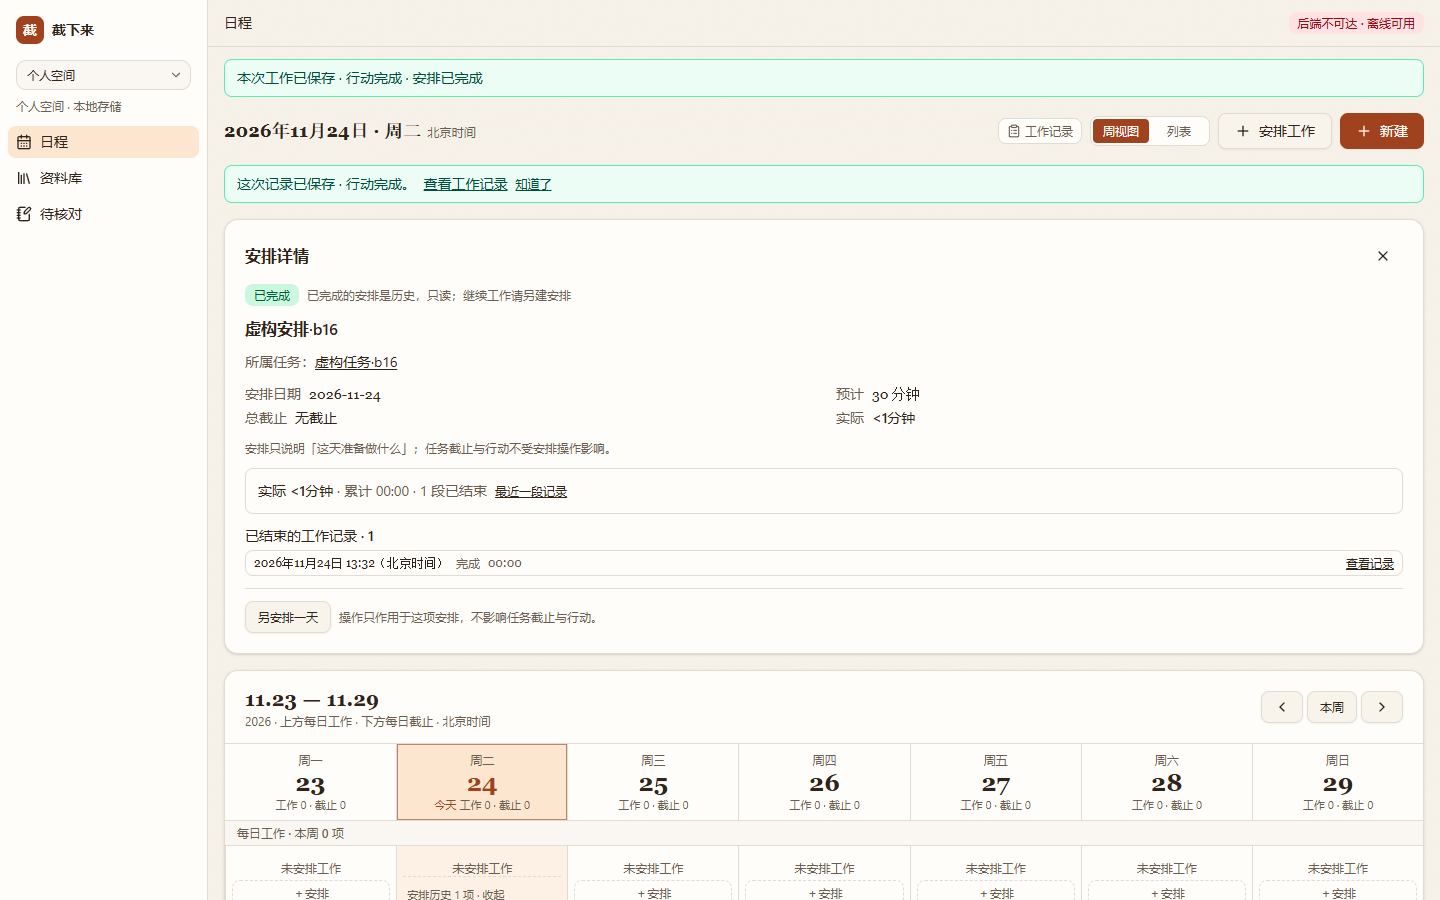 截 截下来
个人空间
个人空间 · 本地存储
日程
资料库
待核对
日程
后端不可达 · 离线可用
本次工作已保存 · 行动完成 · 安排已完成
2026年11月24日 · 周二 北京时间
工作记录 周视图 列表 + 安排工作 + 新建
这次记录已保存 · 行动完成。 查看工作记录 知道了
安排详情
已完成 已完成的安排是历史，只读；继续工作请另建安排
虚构安排·b16
所属任务： 虚构任务·b16
安排日期 2026-11-24 预计 30 分钟
总截止 无截止 实际 <1分钟
安排只说明「这天准备做什么」；任务截止与行动不受安排操作影响。
实际 <1分钟 · 累计 00:00 · 1 段已结束 最近一段记录
已结束的工作记录 · 1
2026年11月24日 13:32（北京时间） 完成 00:00 查看记录
另安排一天 操作只作用于这项安排，不影响任务截止与行动。
11.23 — 11.29
2026 · 上方每日工作 · 下方每日截止 · 北京时间
本周
周一 周二 周三 周四 周五 周六 周日
23 24 25 26 27 28 29
工作 0 · 截止 0 今天 工作 0 · 截止 0 工作 0 · 截止 0 工作 0 · 截止 0 工作 0 · 截止 0 工作 0 · 截止 0 工作 0 · 截止 0
每日工作 · 本周 0 项
未安排工作 未安排工作 未安排工作 未安排工作 未安排工作 未安排工作 未安排工作
+ 安排 安排历史 1 项 · 收起 + 安排 + 安排 + 安排 + 安排 + 安排